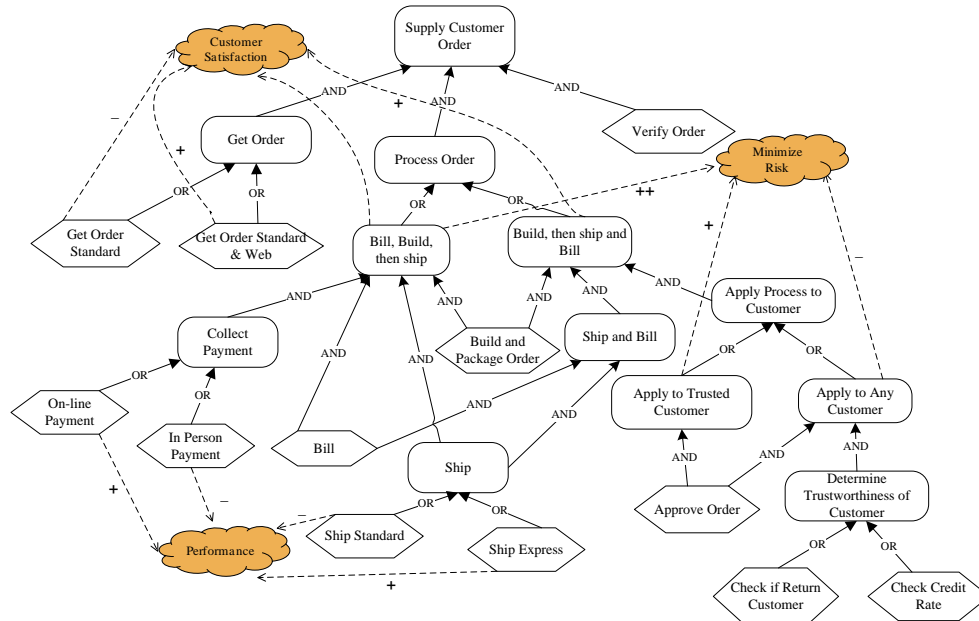 Supply Customer
Order
Customer
Satisfaction
+
AND
AND
AND
–
Get Order
Verify Order
+
Process Order
Minimize
Risk
OR
OR
OR
OR
++
+
Get Order
Standard
Get Order Standard
& Web
Bill, Build,
then ship
Build, then ship and
Bill
–
AND
Apply Process to
Customer
AND
AND
AND
AND
Collect
Payment
Build and
Package Order
Ship and Bill
OR
OR
AND
OR
OR
AND
On-line
Payment
AND
Apply to Trusted
Customer
Apply to Any
Customer
AND
In Person
Payment
Bill
AND
AND
AND
Ship
+
Determine
Trustworthiness of
Customer
–
–
OR
OR
Approve Order
Ship Standard
Performance
Ship Express
OR
OR
+
Check if Return
Customer
Check Credit
Rate